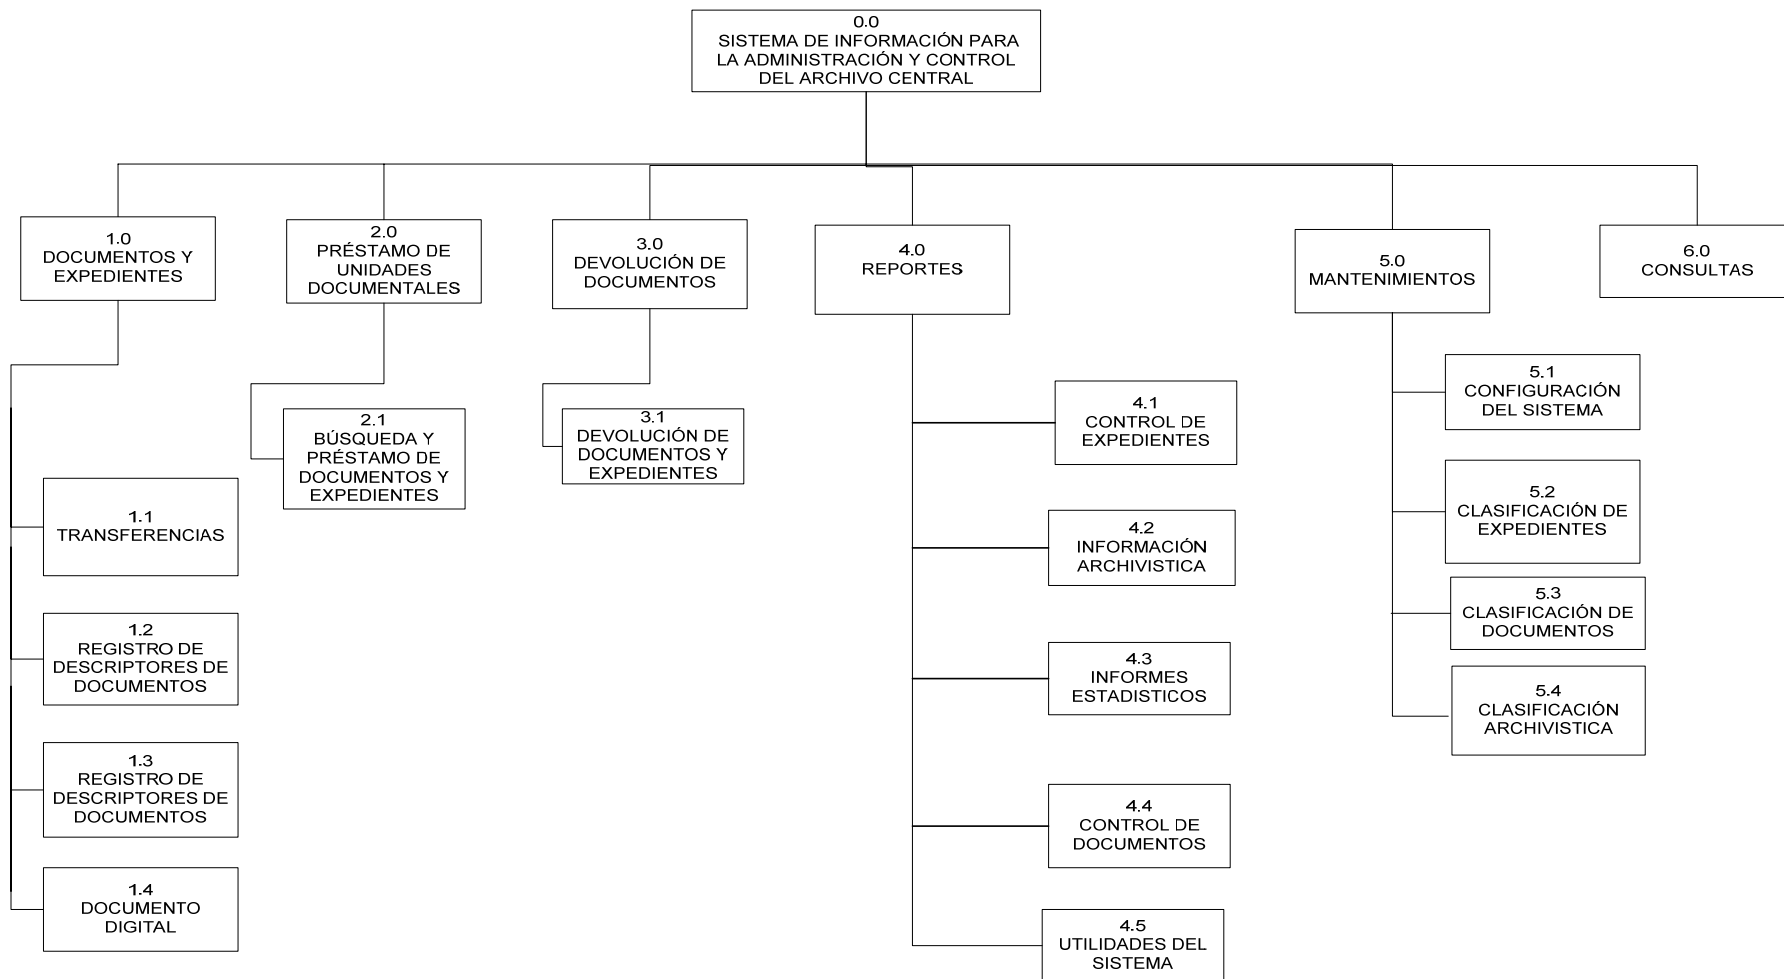 0.0
SISTEMA DE INFORMACIÓN PARA
LA ADMINISTRACIÓN Y CONTROL
DEL ARCHIVO CENTRAL
1.0
DOCUMENTOS Y
EXPEDIENTES
2.0
PRÉSTAMO DE
UNIDADES
DOCUMENTALES
3.0
DEVOLUCIÓN DE
DOCUMENTOS
4.0
REPORTES
5.0
MANTENIMIENTOS
6.0
CONSULTAS
1.1
TRANSFERENCIAS
1.2
REGISTRO DE
DESCRIPTORES DE
DOCUMENTOS
1.3
REGISTRO DE
DESCRIPTORES DE
DOCUMENTOS
1.4
DOCUMENTO
DIGITAL
2.1
BÚSQUEDA Y
PRÉSTAMO DE
DOCUMENTOS Y
EXPEDIENTES
3.1
DEVOLUCIÓN DE
DOCUMENTOS Y
EXPEDIENTES
4.1
CONTROL DE
EXPEDIENTES
4.2
INFORMACIÓN
ARCHIVISTICA
4.3
INFORMES
ESTADISTICOS
4.4
CONTROL DE
DOCUMENTOS
4.5
UTILIDADES DEL
SISTEMA
5.1
CONFIGURACIÓN
DEL SISTEMA
5.2
CLASIFICACIÓN DE
EXPEDIENTES
5.3
CLASIFICACIÓN DE
DOCUMENTOS
5.4
CLASIFICACIÓN
ARCHIVISTICA